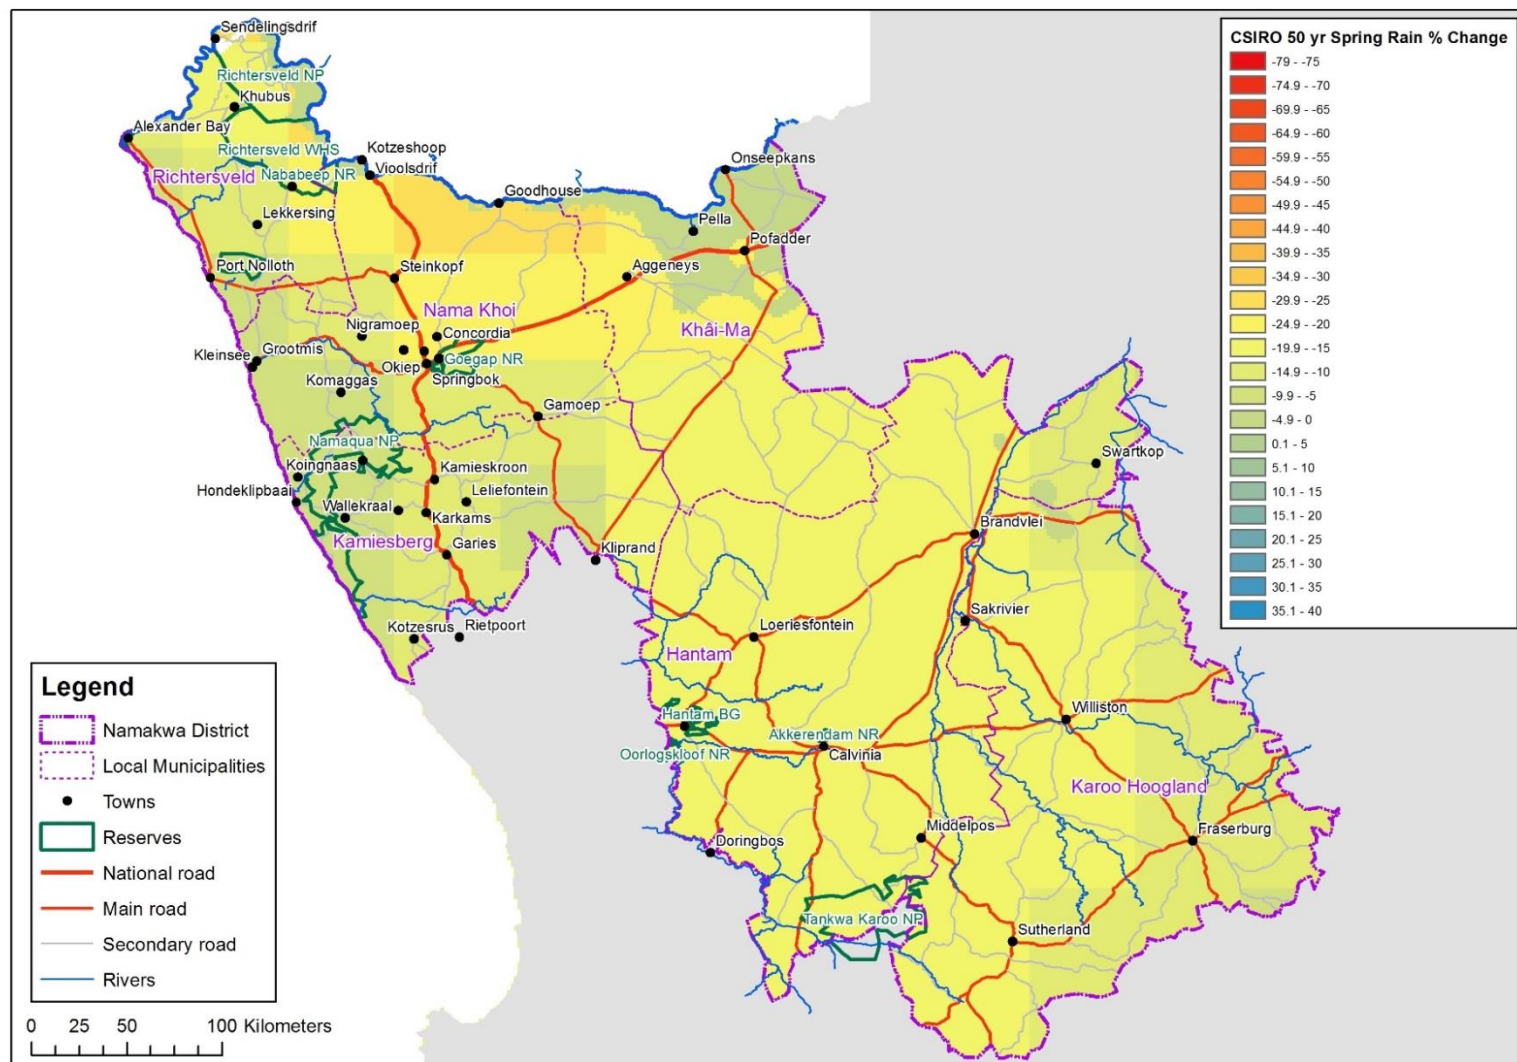 Sendelingsdrif
Richtersveld NP
Khubus
Alexander Bay
Richtersveld WHS
Kotzeshoop
Vioolsdrif
Richtersveld
Nababeep NR
Lekkersing
Goodhouse
Onseepkans
Pella
Pofadder
Port Nolloth
Steinkopf
Aggeneys
Nama Khoi
Khâi-Ma
Nigramoep
Concordia
Kleinsee
Grootmis
Okiep
Goegap NR
Springbok
Komaggas
Gamoep
Namaqua NP
Koingnaas
Kamieskroon
Swartkop
Hondeklipbaai
Wallekraal
Leliefontein
Karkams
Brandvlei
Kamiesberg
Garies
Kliprand
Kotzesrus
Rietpoort
Loeriesfontein
Sakrivier
Hantam
Hantam BG
Williston
Oorlogskloof NR
Akkerendam NR
Calvinia
Karoo Hoogland
Doringbos
Middelpos
Fraserburg
Tankwa Karoo NP
Sutherland
CSIRO 50 yr Spring Rain % Change
-79 - -75
-74.9 - -70
-69.9 - -65
-64.9 - -60
-59.9 - -55
-54.9 - -50
-49.9 - -45
-44.9 - -40
-39.9 - -35
-34.9 - -30
-29.9 - -25
-24.9 - -20
-19.9 - -15
-14.9 - -10
-9.9 - -5
-4.9 - 0
0.1 - 5
5.1 - 10
10.1 - 15
15.1 - 20
20.1 - 25
25.1 - 30
30.1 - 35
35.1 - 40
Legend
Namakwa District
Local Municipalities
Towns
Reserves
National road
Main road
Secondary road
Rivers
0 25 50 100 Kilometers